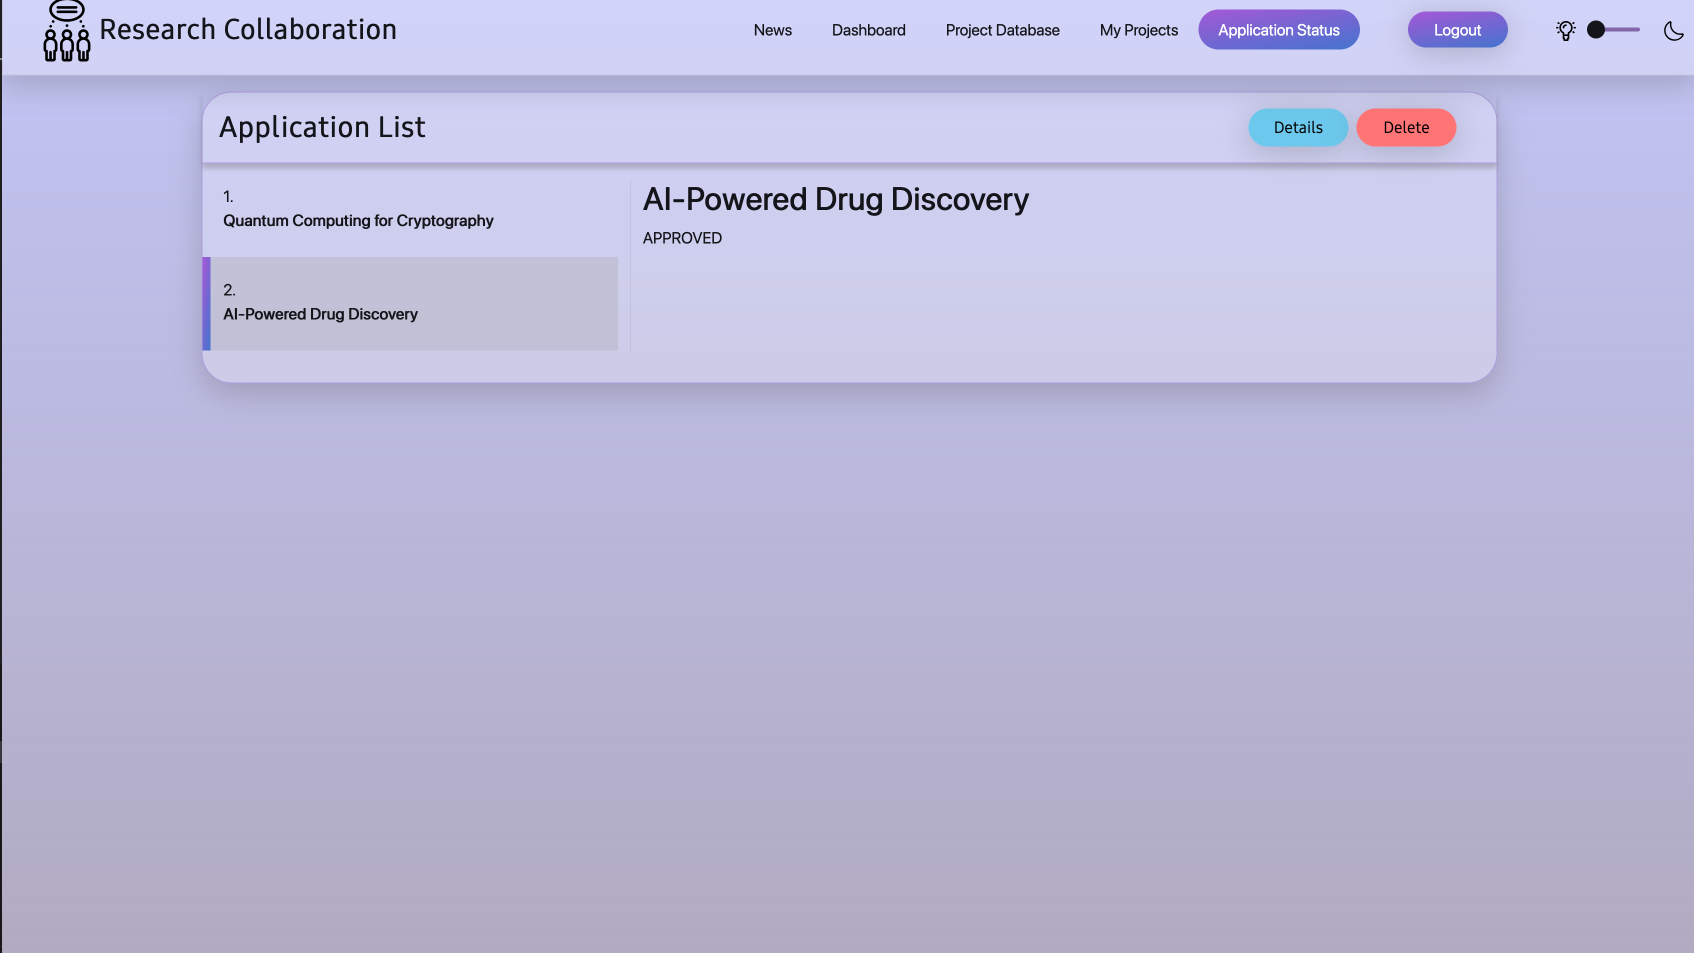 Research Collaboration
News
Dashboard
Project Database
My Projects
Application Status
Logout
Application List
Details
Delete
1.
Quantum Computing for Cryptography
2.
AI-Powered Drug Discovery
AI-Powered Drug Discovery
APPROVED